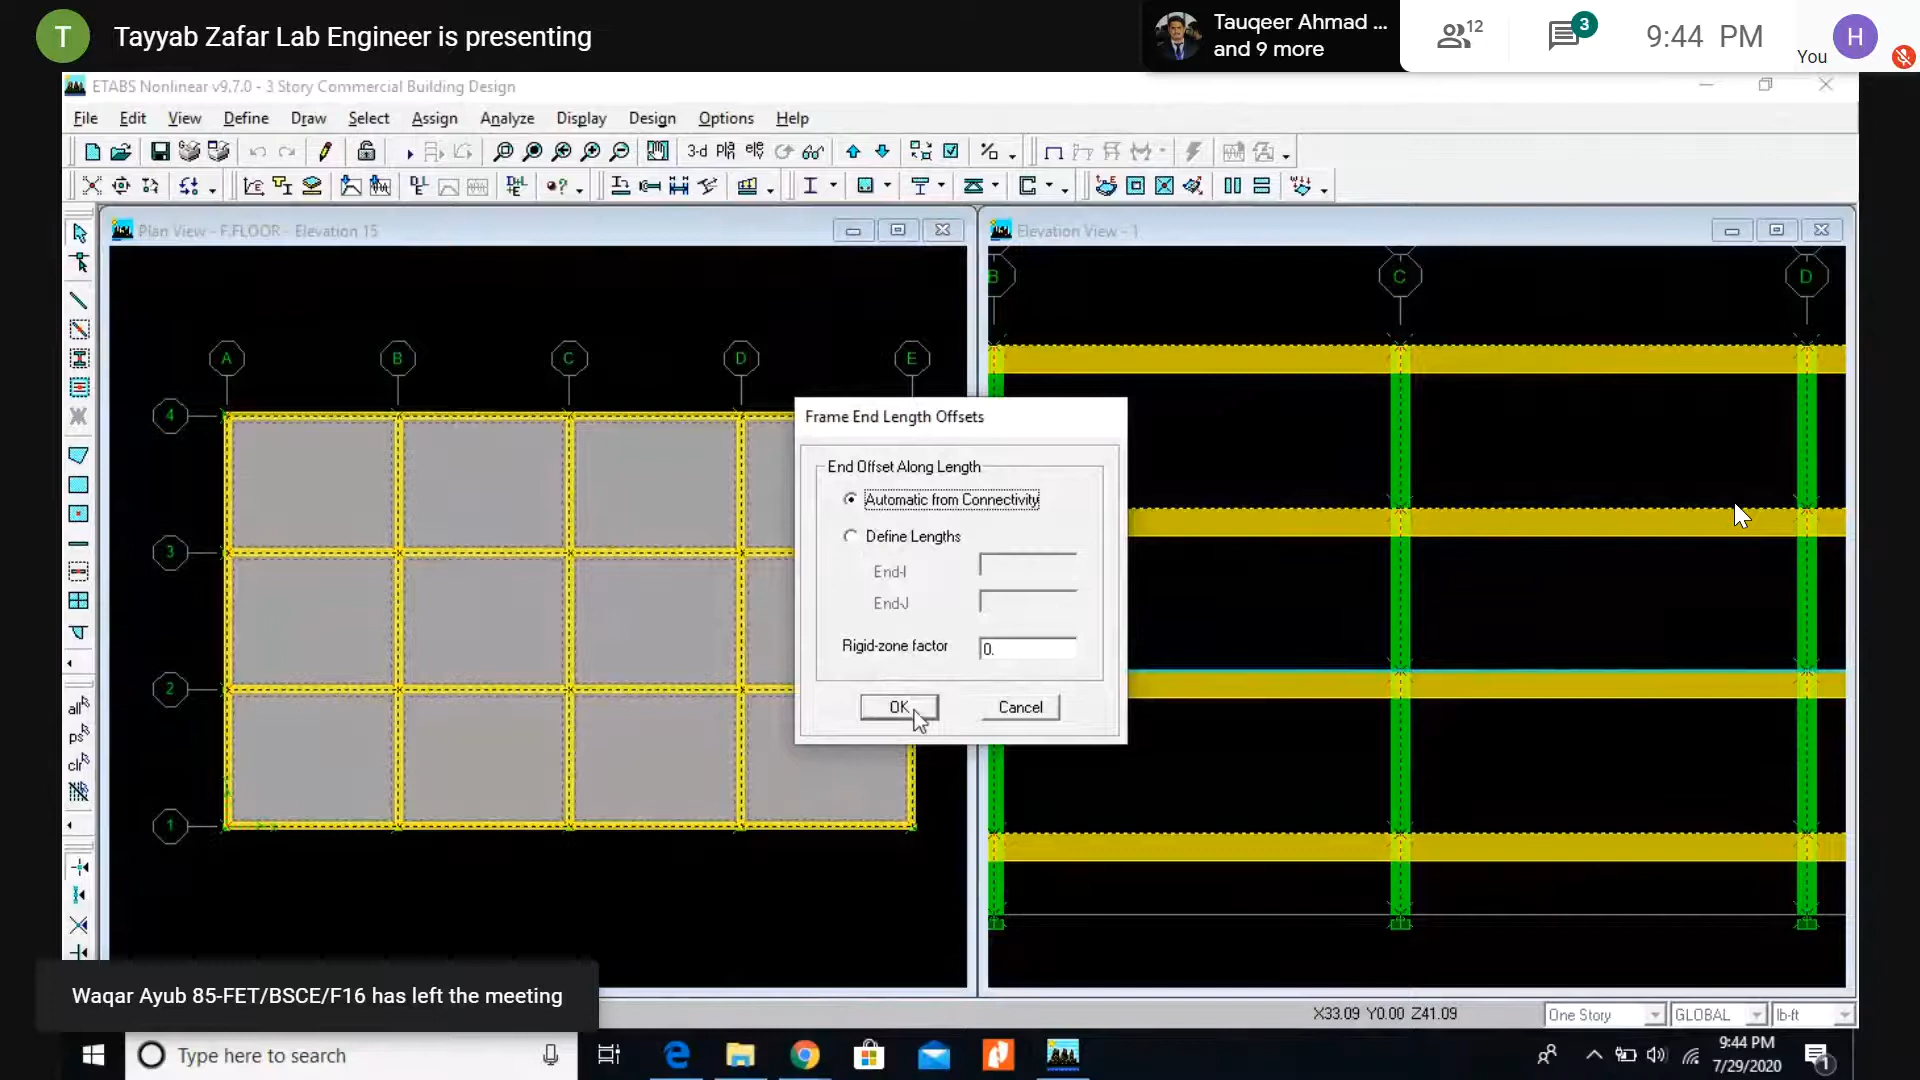 T
Tayyab Zafar Lab Engineer is presenting
Tauqeer Ahmad ...
and 9 more
12
3
9:44 PM
You
H
ETABS Nonlinear v9.7.0 - 3 Story Commercial Building Design
File Edit View Define Draw Select Assign Analyze Display Design Options Help
3-d
Plan View - F.FLOOR - Elevation 15
Elevation View - 1
B
C
D
A
B
C
D
E
4
3
2
1
Frame End Length Offsets
End Offset Along Length
Automatic from Connectivity
Define Lengths
End-I
End-J
Rigid-zone factor
0.
OK
Cancel
all
ps
clr
Waqar Ayub 85-FET/BSCE/F16 has left the meeting
X33.09 Y0.00 Z41.09
One Story
GLOBAL
lb-ft
Type here to search
9:44 PM
7/29/2020
1